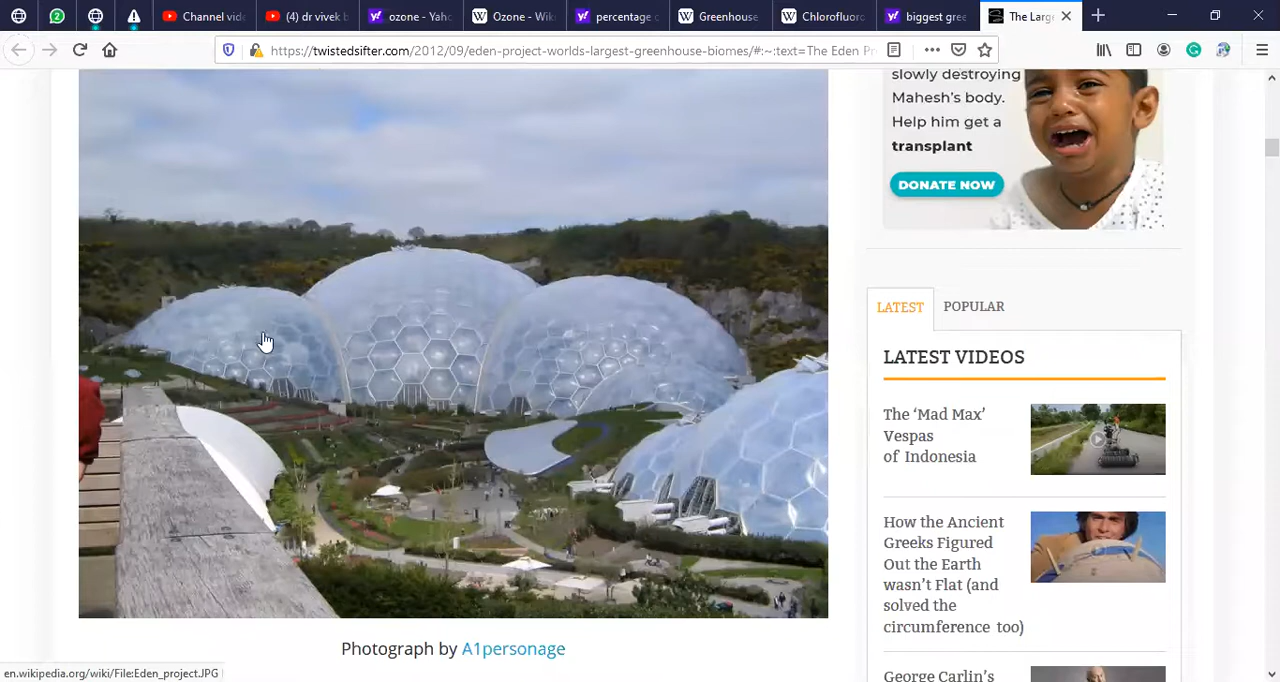 Channel vid
(4) dr vivek b
ozone - Yah
Ozone - Wik
percentage c
Greenhouse
Chlorofluoro
biggest gree
The Larg
https://twistedsifter.com/2012/09/eden-project-worlds-largest-greenhouse-biomes/#:~:text=The Eden Pr
slowly destroying
Mahesh's body.
Help him get a
transplant
DONATE NOW
LATEST
POPULAR
LATEST VIDEOS
The ‘Mad Max’
Vespas
of Indonesia
How the Ancient
Greeks Figured
Out the Earth
wasn’t Flat (and
solved the
circumference too)
George Carlin’s
Photograph by A1personage
en.wikipedia.org/wiki/File:Eden_project.JPG